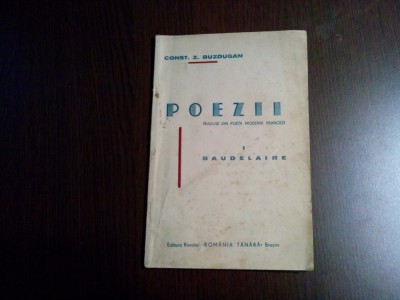 CONST. Z. BUZDUGAN
POEZII
TRADUSE DIN POEȚII MODERNI FRANCEZI
I
BAUDELAIRE
Editura Revistei „ROMÂNIA TÂNĂRĂ” Brașov